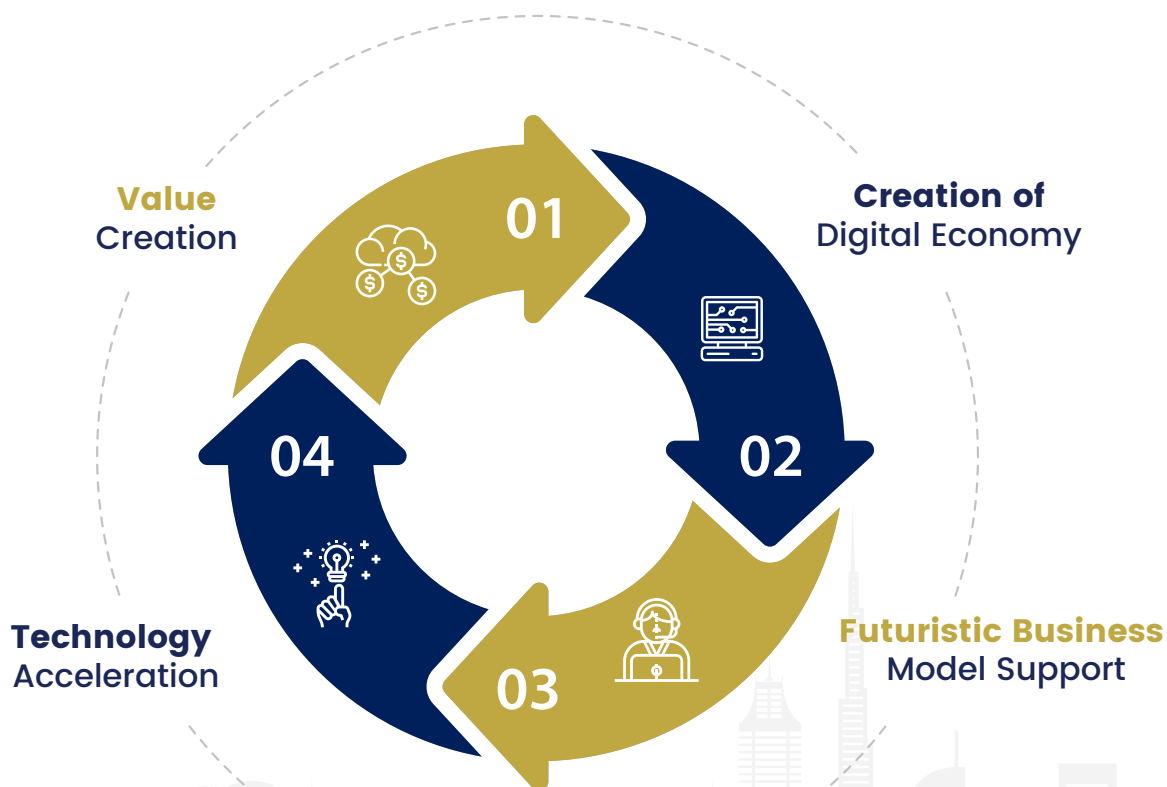 Value
Creation
01
Creation of
Digital Economy
02
Futuristic Business
Model Support
03
Technology
Acceleration
04
$
$
$